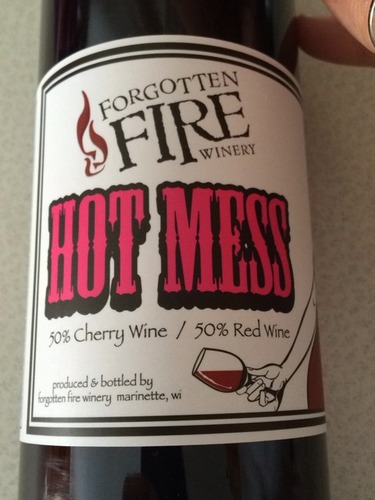 FORGOTTEN
FIRE
WINERY
HOT MESS
50% Cherry Wine / 50% Red Wine
produced & bottled by
forgotten fire winery marinette, wi